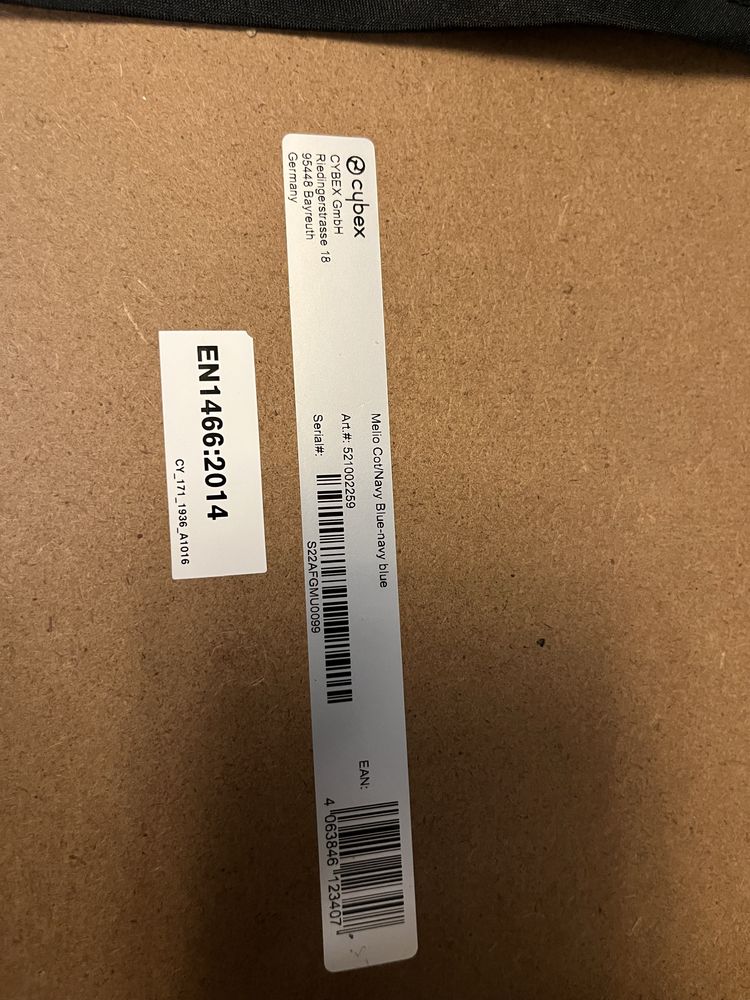 cybex
CYBEX GmbH
Riedingerstrasse 18
95448 Bayreuth
Germany
Melio Cot/Navy Blue-navy blue
Art.#: 521002259
Serial#:
S22AFGMU0099
EAN:
4 063846 123407
EN1466:2014
CY_171_1936_A1016